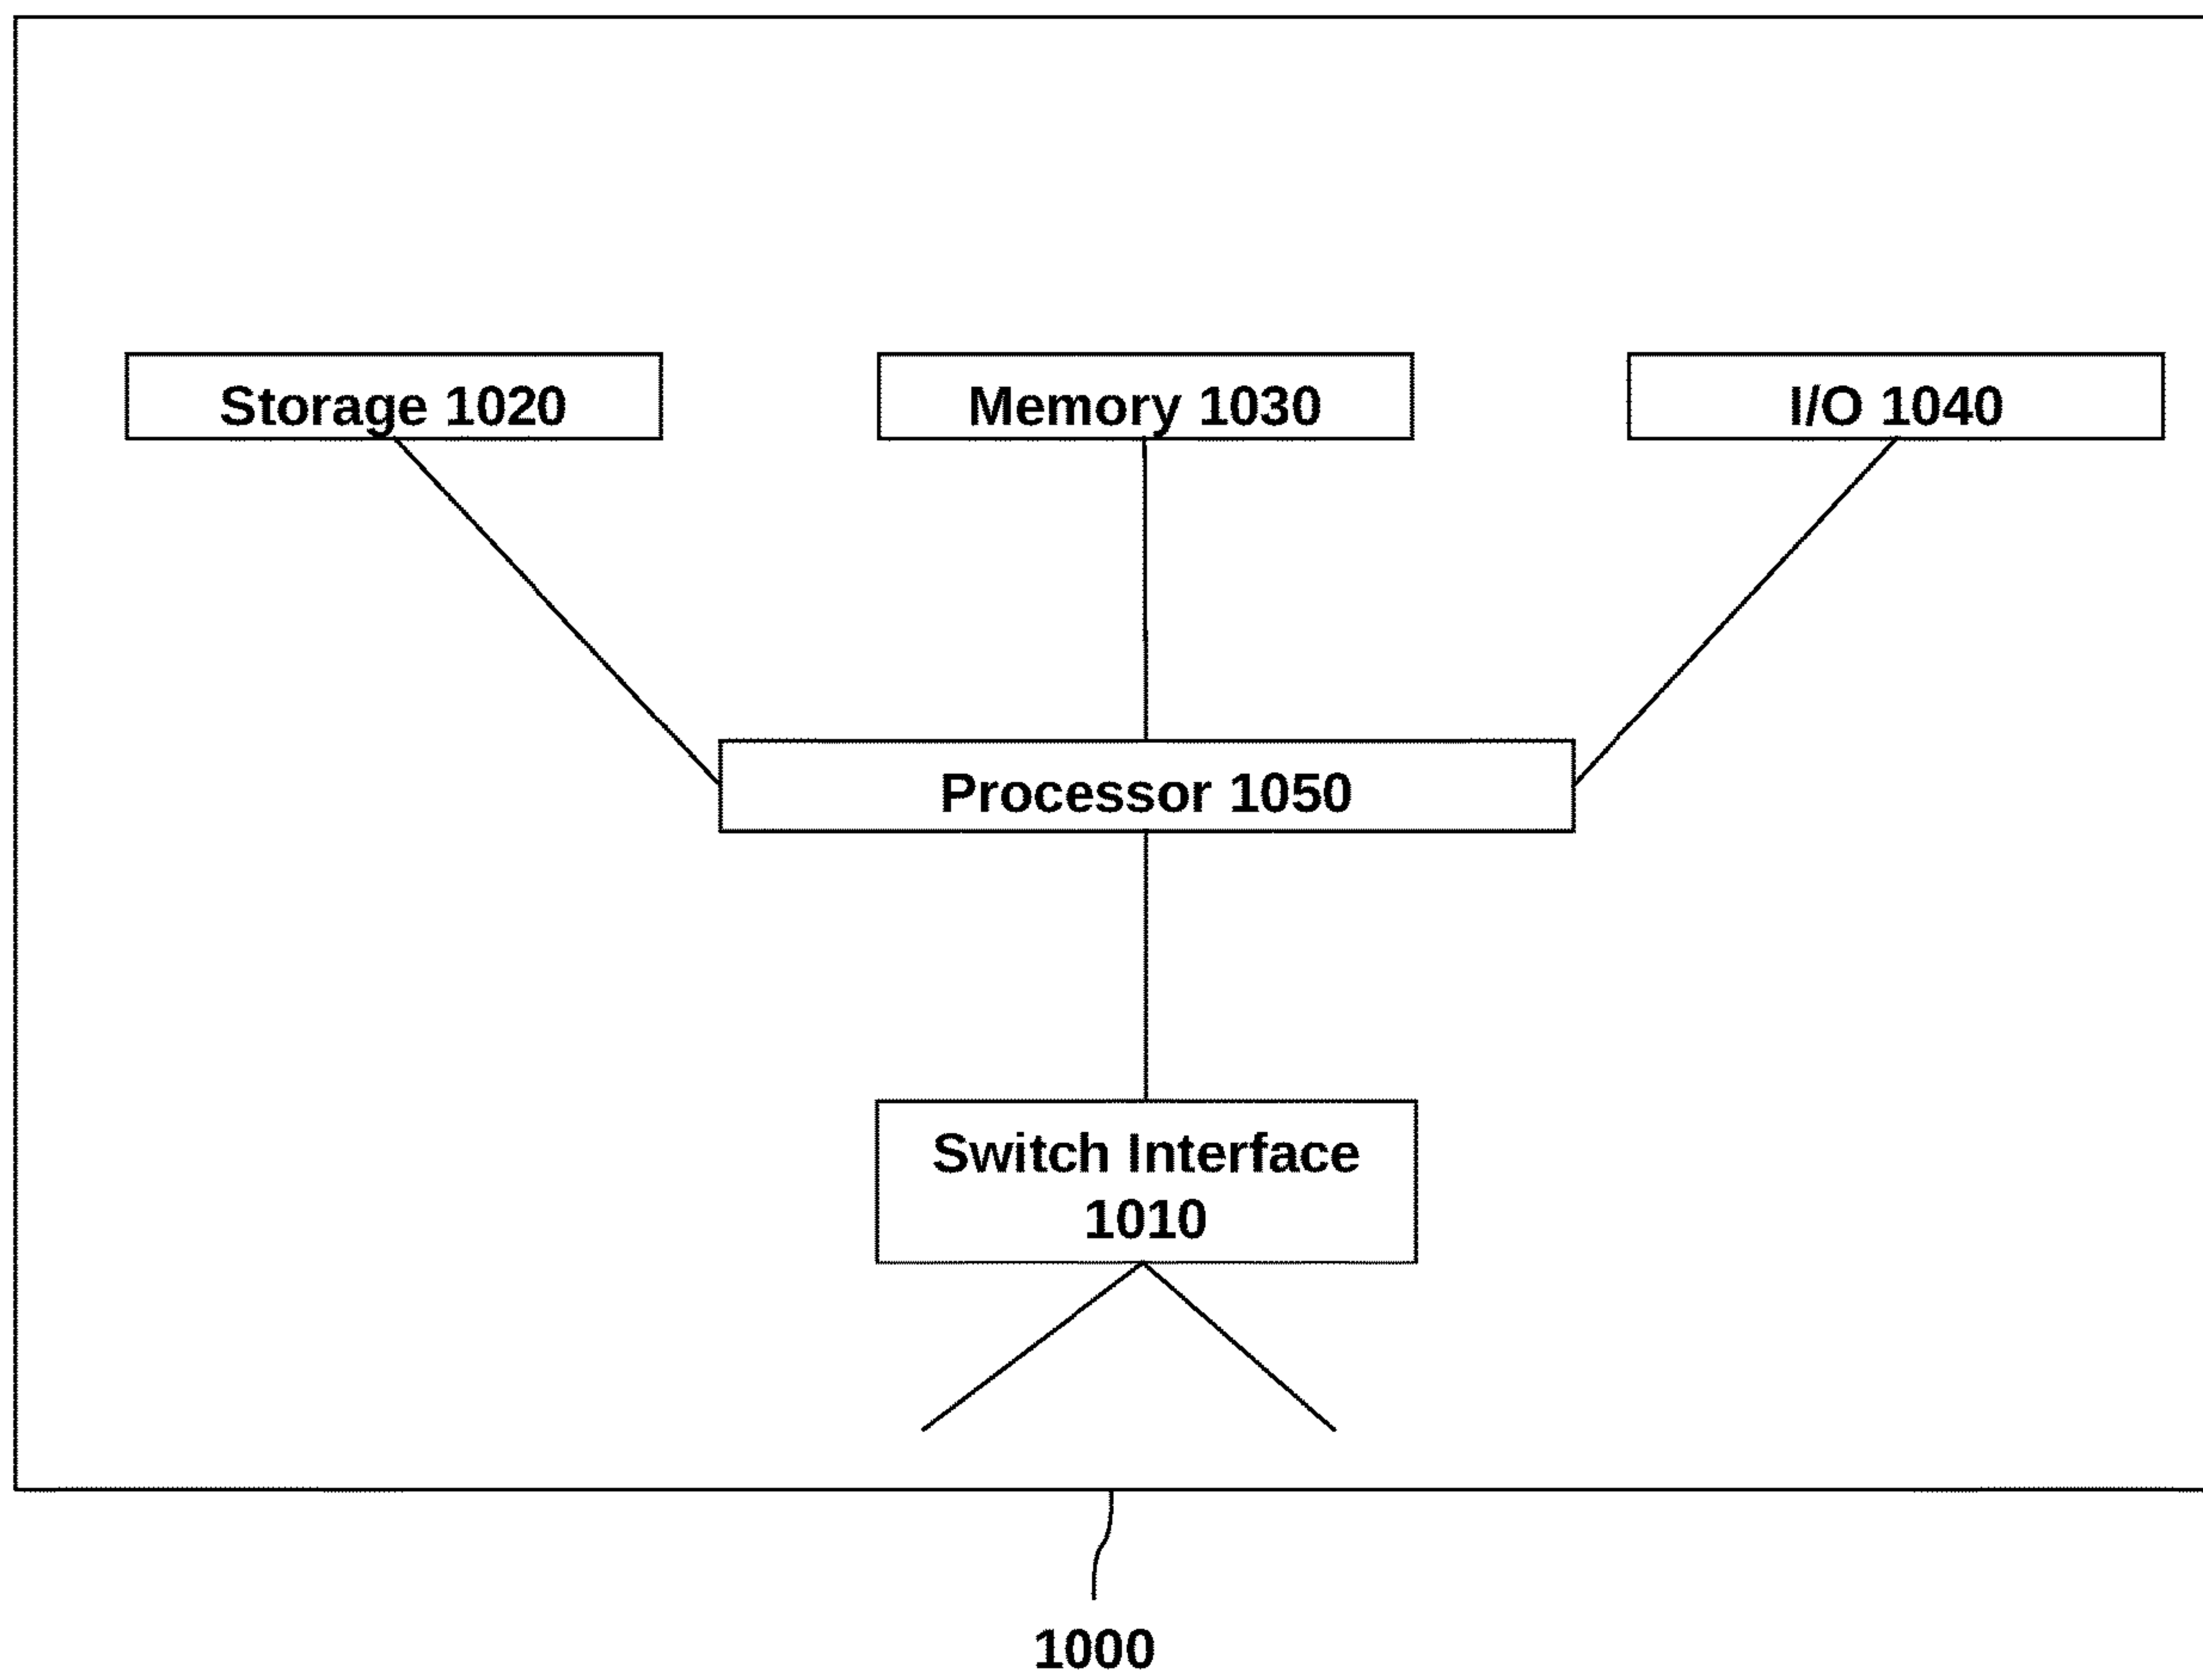 Storage 1020
Memory 1030
I/O 1040
Processor 1050
Switch Interface
1010
1000